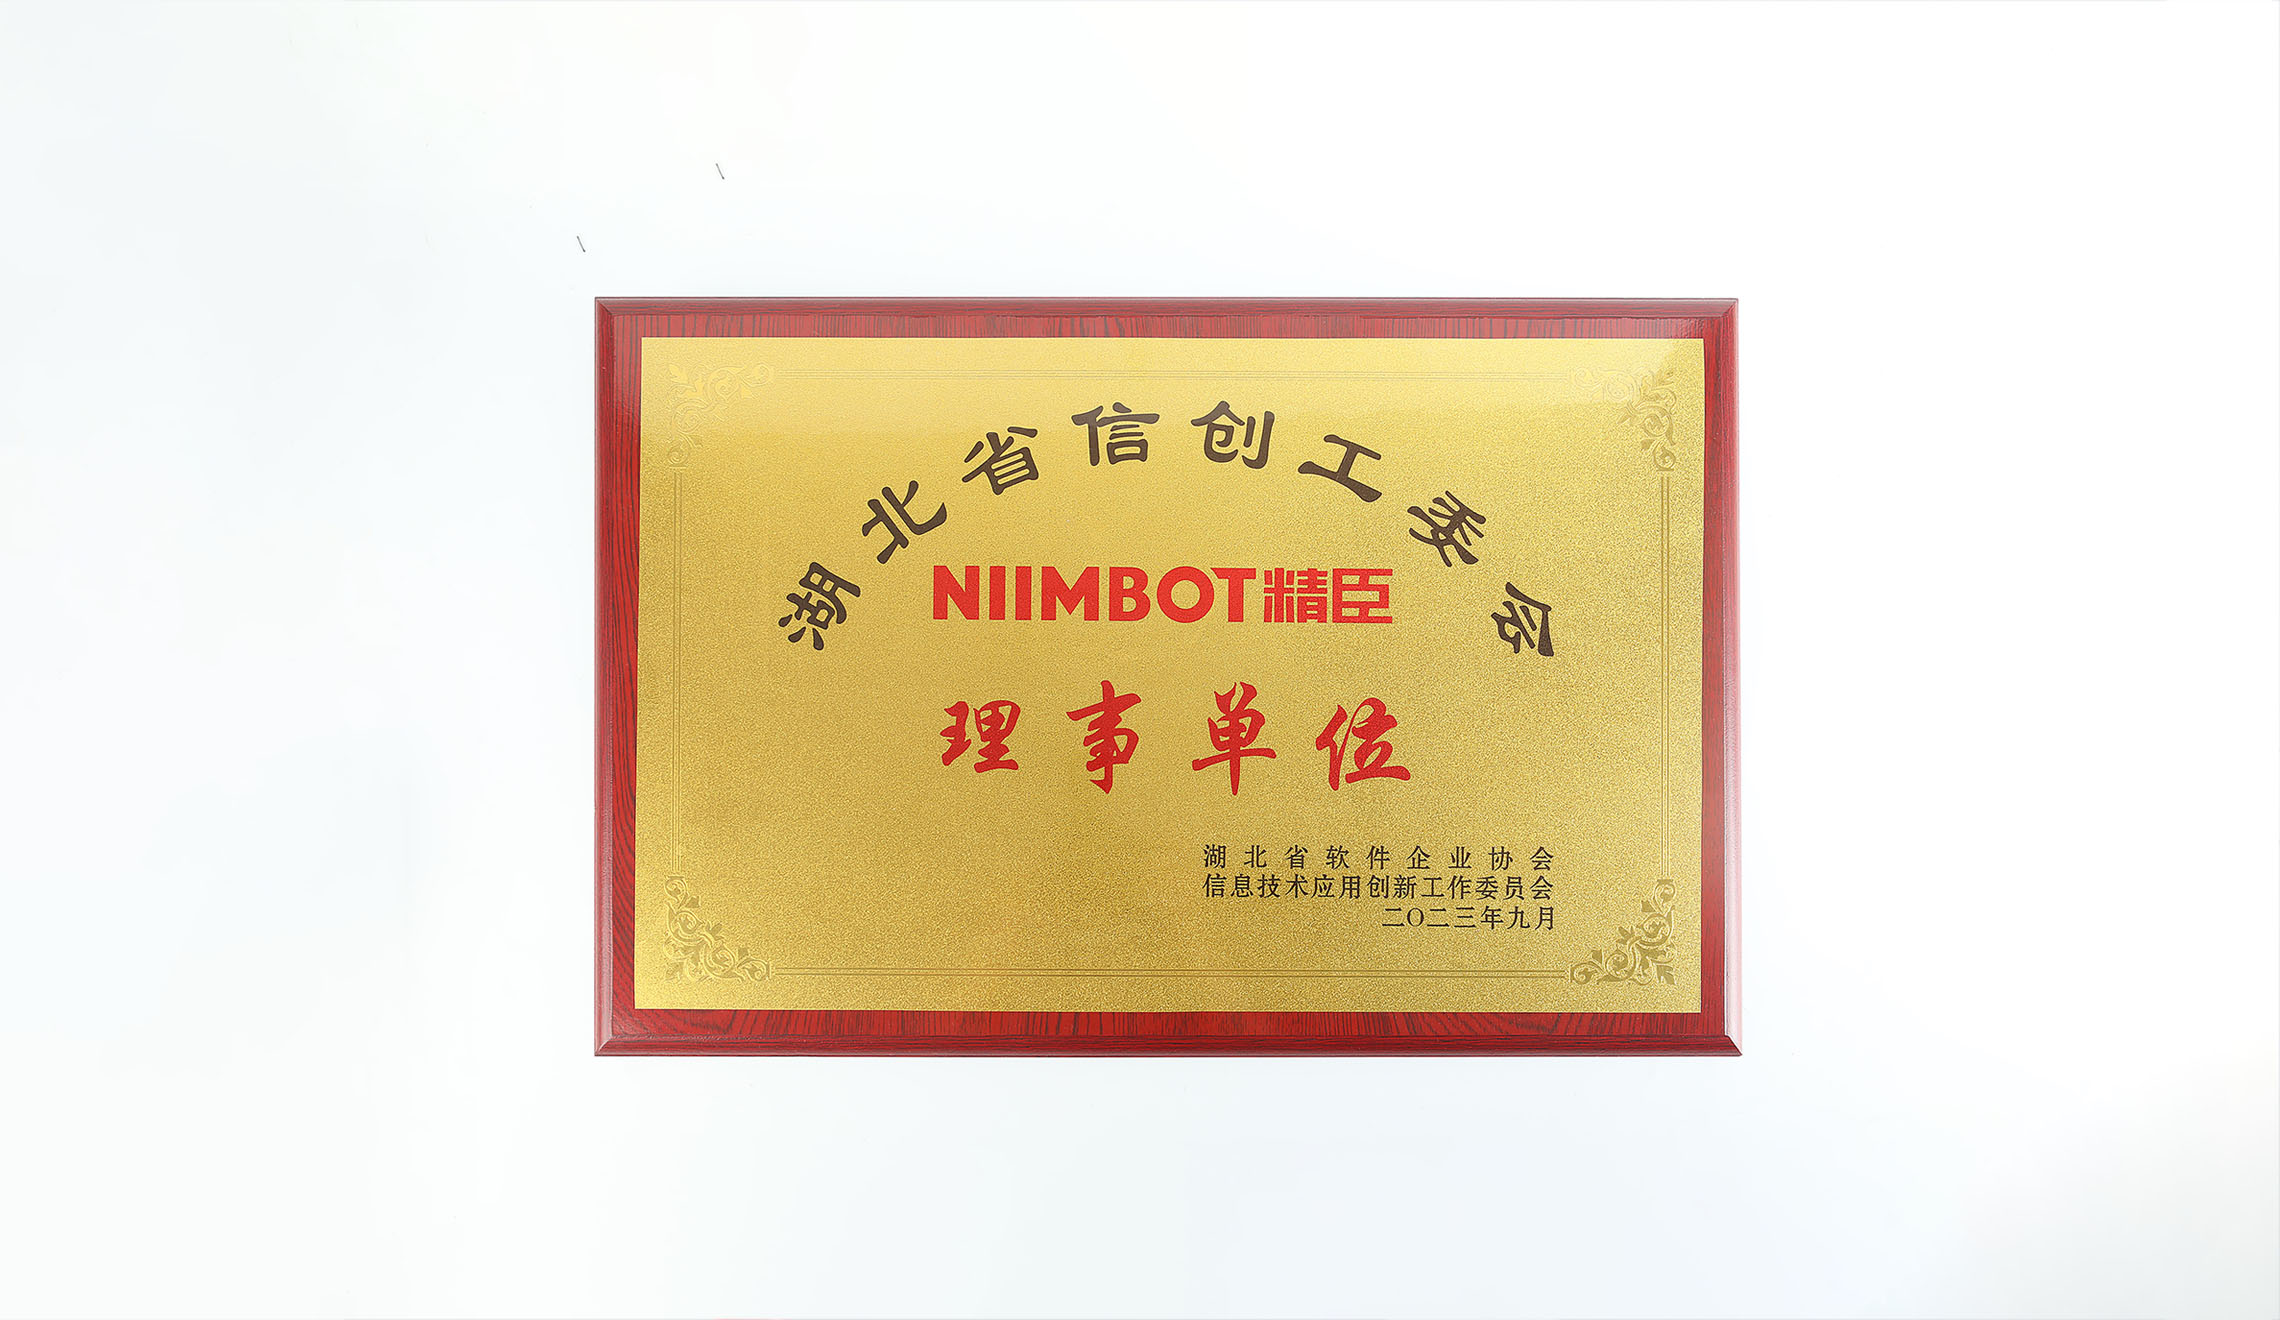 湖北省信创工委会
NIIMBOT精臣
理事单位
湖北省软件企业协会
信息技术应用创新工作委员会
二〇二三年九月